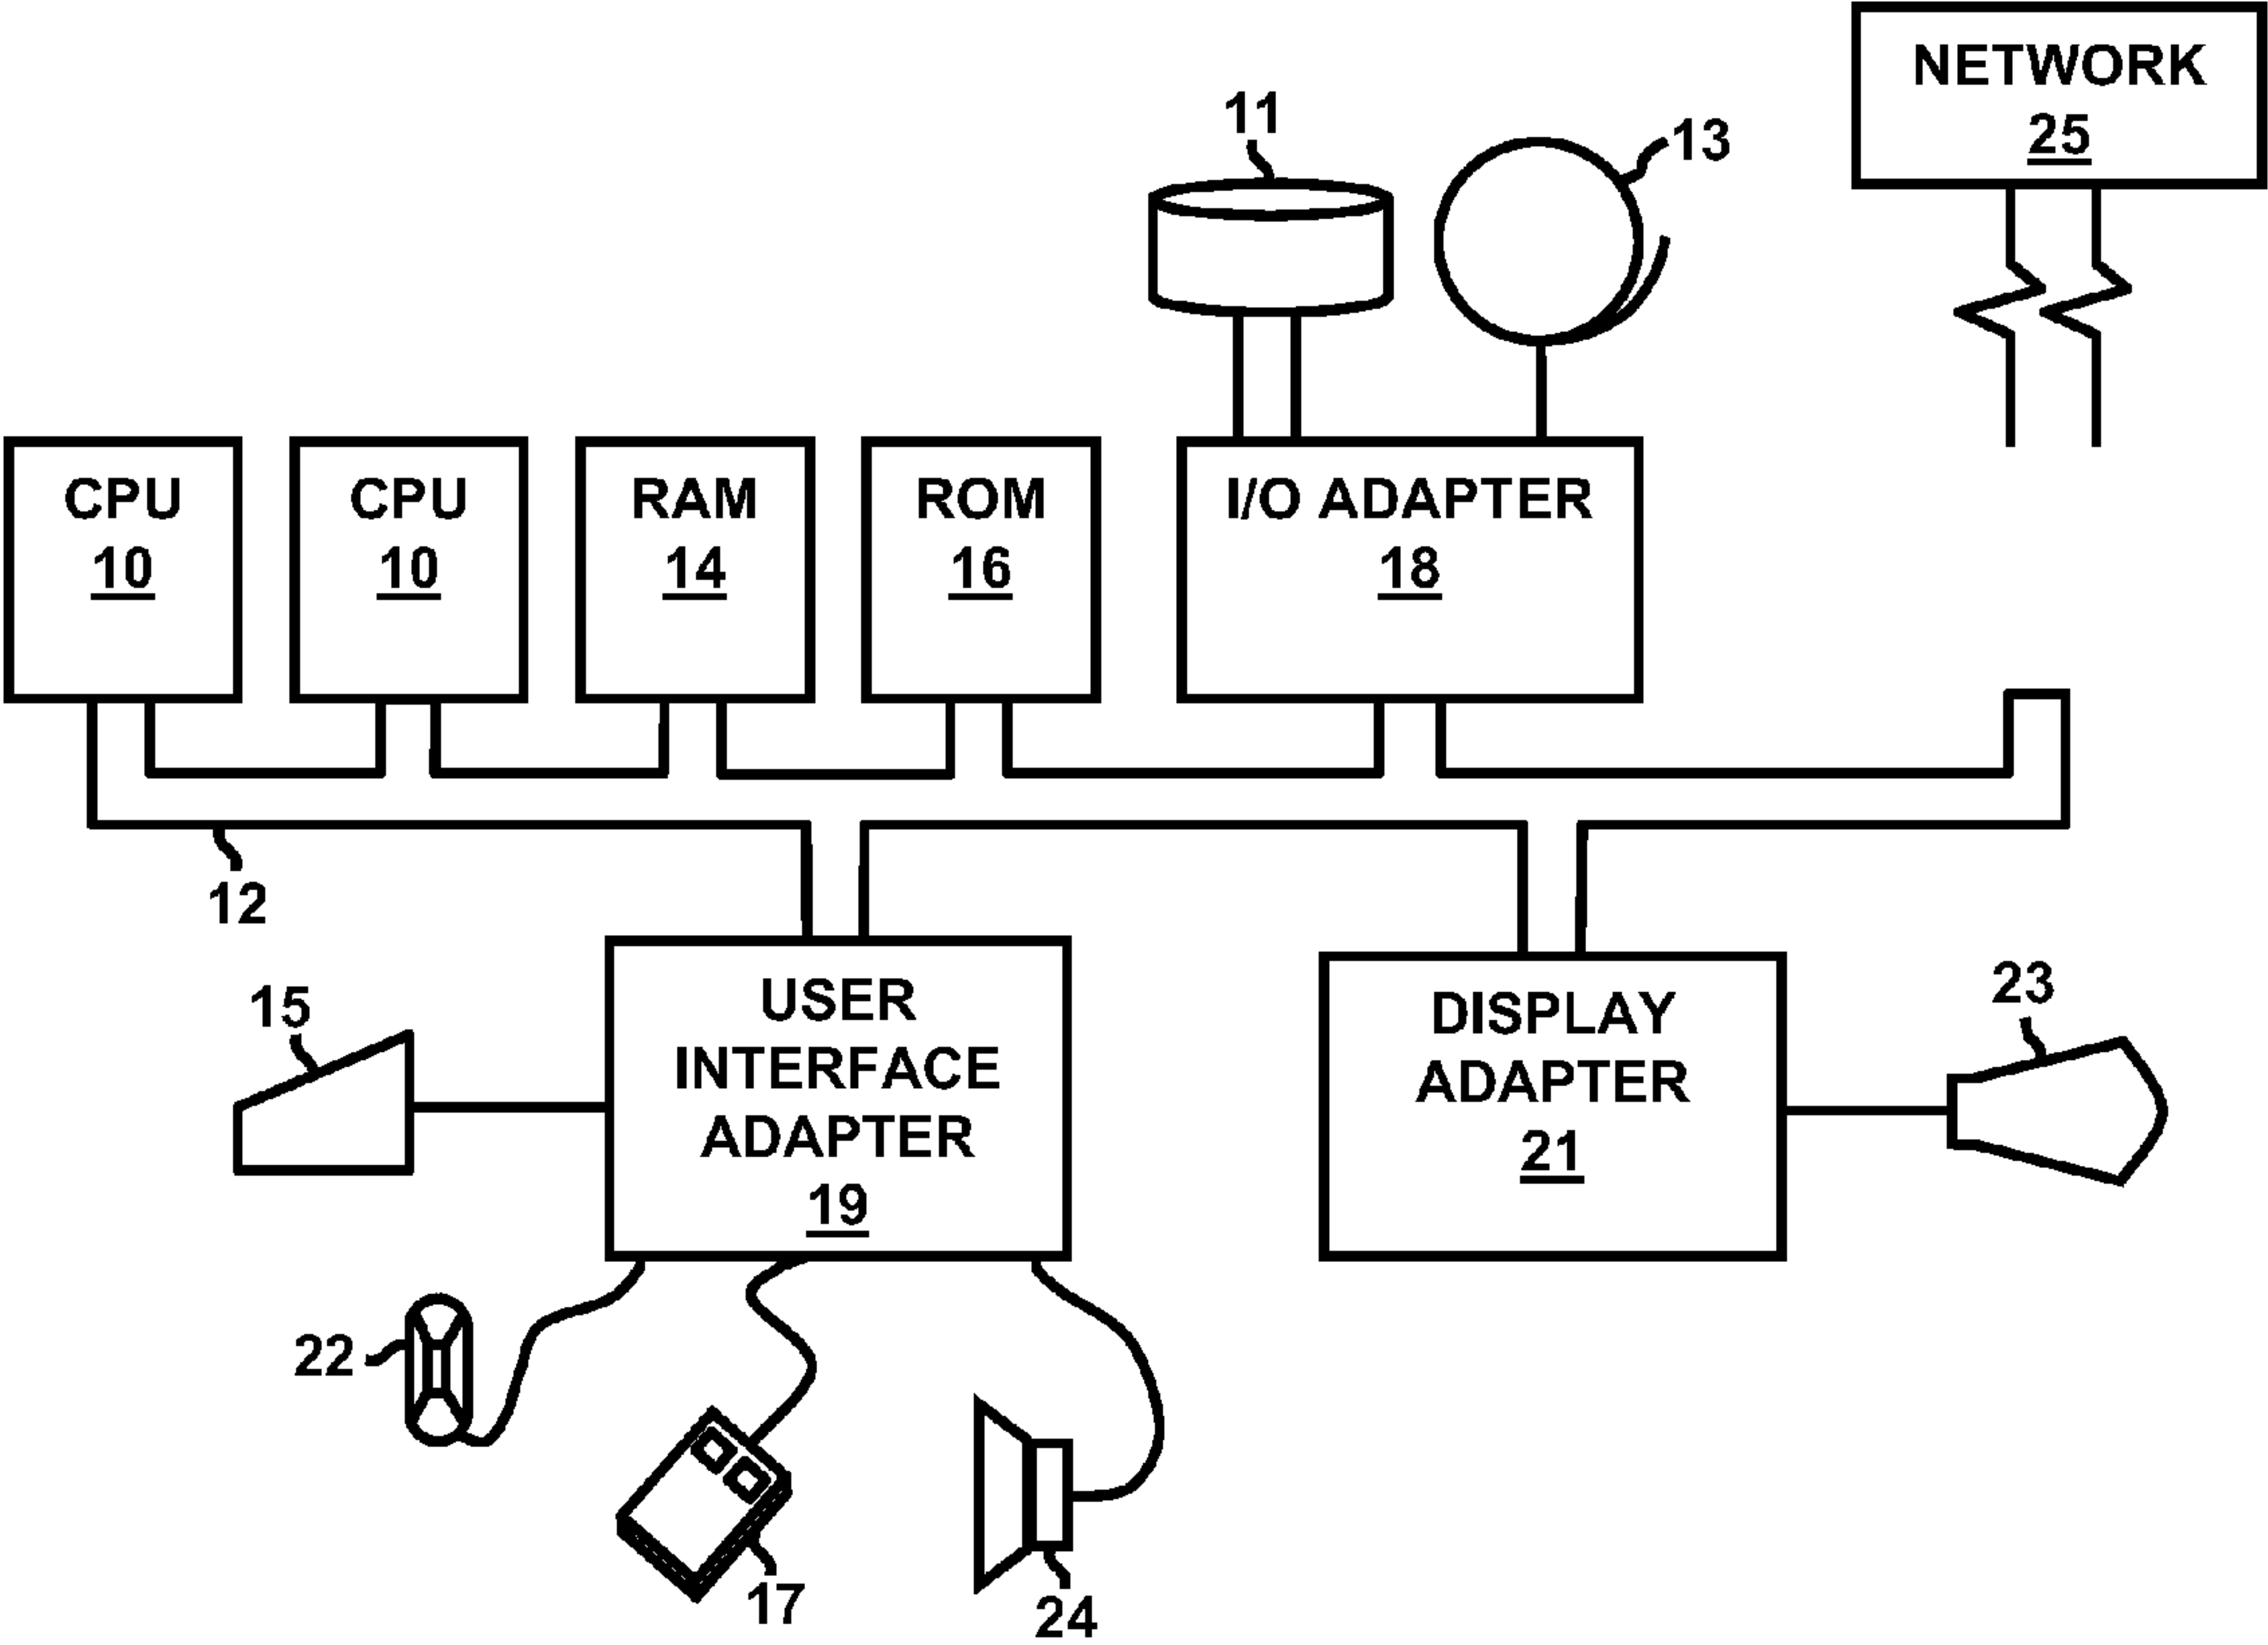 NETWORK
25
11
13
CPU
10
CPU
10
RAM
14
ROM
16
I/O ADAPTER
18
12
USER
INTERFACE
ADAPTER
19
DISPLAY
ADAPTER
21
15
23
22
17
24